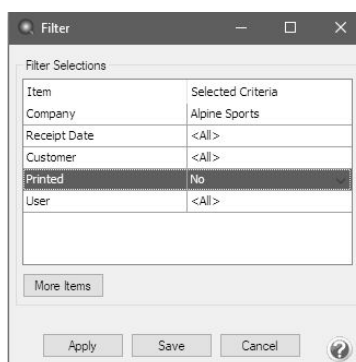 Filter
Filter Selections
Item Selected Criteria
Company Alpine Sports
Receipt Date <All>
Customer <All>
Printed No
User <All>
More Items
Apply Save Cancel ?